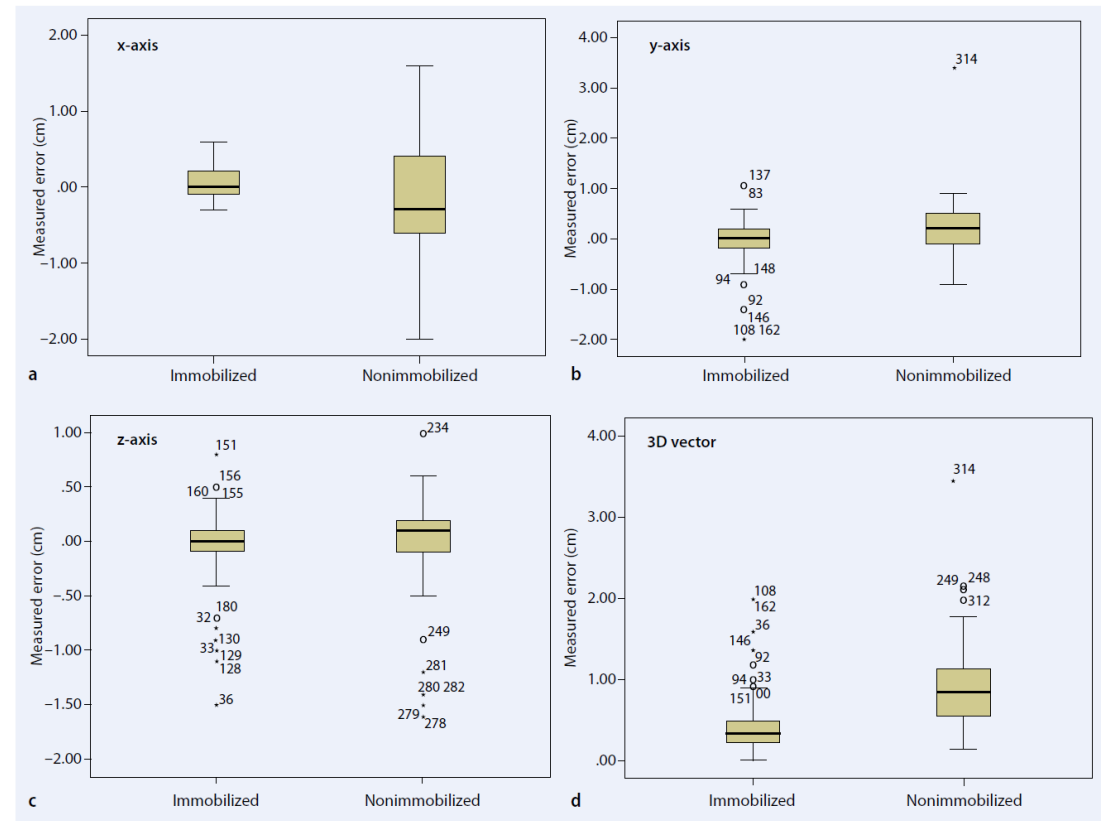 x-axis
Measured error (cm)
2.00
1.00
.00
−1.00
−2.00
Immobilized
Nonimmobilized
a
y-axis
Measured error (cm)
4.00
3.00
2.00
1.00
.00
−1.00
−2.00
314
137
83
148
94
92
146
108 162
Immobilized
Nonimmobilized
b
z-axis
Measured error (cm)
1.00
.50
.00
−.50
−1.00
−1.50
−2.00
151
156
160 155
180
32
130
33
129
128
36
234
249
281
280 282
279
278
Immobilized
Nonimmobilized
c
3D vector
Measured error (cm)
4.00
3.00
2.00
1.00
.00
108
162
36
146
92
94 33
151 00
314
249 248
312
Immobilized
Nonimmobilized
d